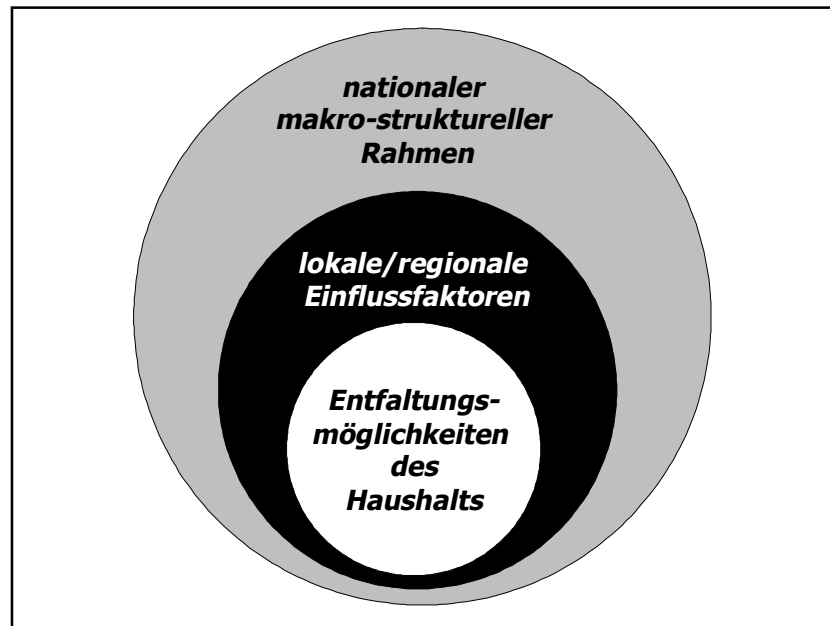 nationaler
makro-struktureller
Rahmen
lokale/regionale
Einflussfaktoren
Entfaltungs-
möglichkeiten
des
Haushalts